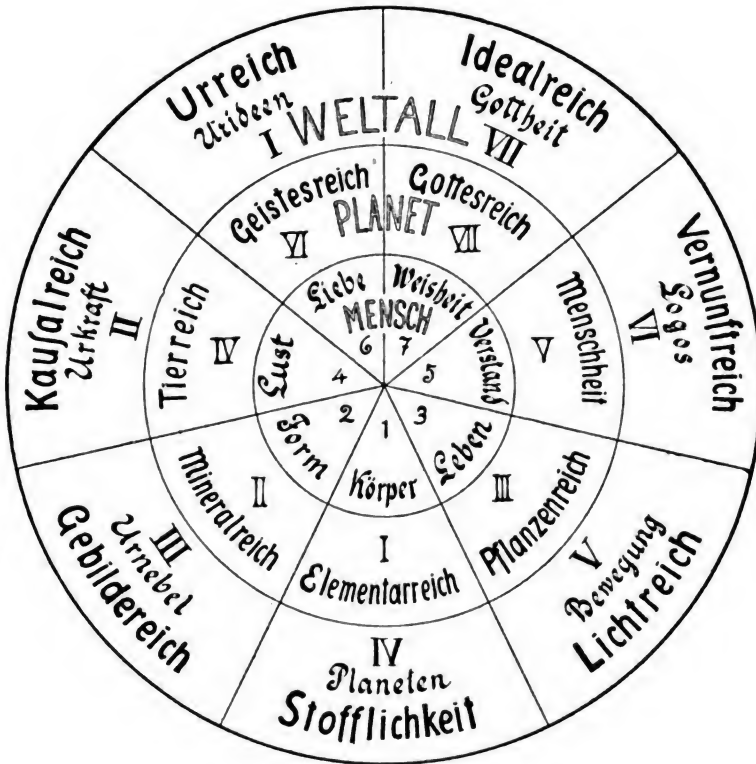 Urreich
Urideen
I
Idealreich
Gottheit
VII
WELTALL
Kausalreich
Urkraft
II
Vernunftreich
Logos
VI
Gebildereich
Urnebel
III
Lichtreich
Bewegung
V
IV
Planeten
Stofflichkeit
Geistesreich
VI
Gottesreich
VII
PLANET
Tierreich
IV
Menschheit
V
Mineralreich
II
Pflanzenreich
III
I
Elementarreich
Liebe
6
Weisheit
7
MENSCH
Lust
4
Verstand
5
Form
2
Leben
3
1
Körper